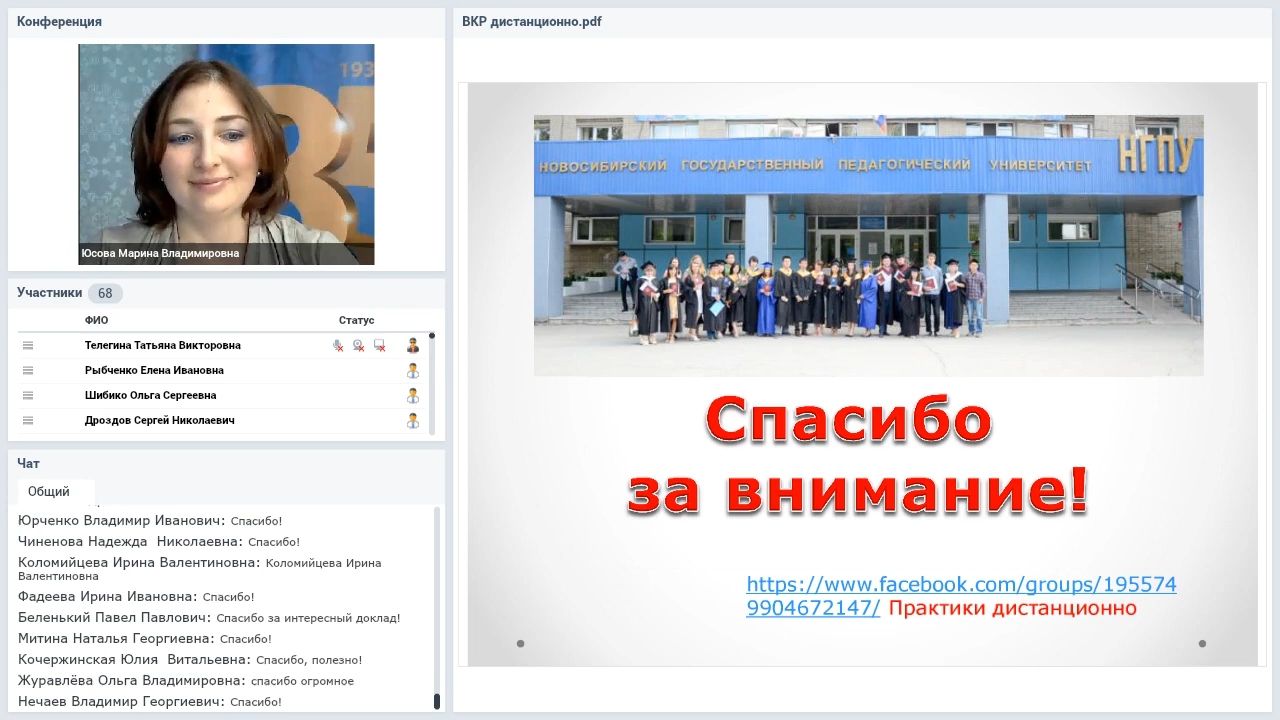 Конференция
193
Юсова Марина Владимировна
Участники 68
ФИО Статус
Телегина Татьяна Викторовна
Рыбченко Елена Ивановна
Шибико Ольга Сергеевна
Дроздов Сергей Николаевич
Чат
Общий
Юрченко Владимир Иванович: Спасибо!
Чиненова Надежда  Николаевна: Спасибо!
Коломийцева Ирина Валентиновна: Коломийцева Ирина
Валентиновна
Фадеева Ирина Ивановна: Спасибо!
Беленький Павел Павлович: Спасибо за интересный доклад!
Митина Наталья Георгиевна: Спасибо!
Кочержинская Юлия  Витальевна: Спасибо, полезно!
Журавлёва Ольга Владимировна: спасибо огромное
Нечаев Владимир Георгиевич: Спасибо!
ВКР дистанционно.pdf
НОВОСИБИРСКИЙ ГОСУДАРСТВЕННЫЙ ПЕДАГОГИЧЕСКИЙ УНИВЕРСИТЕТ НГПУ
Спасибо
за внимание!
https://www.facebook.com/groups/195574
9904672147/ Практики дистанционно